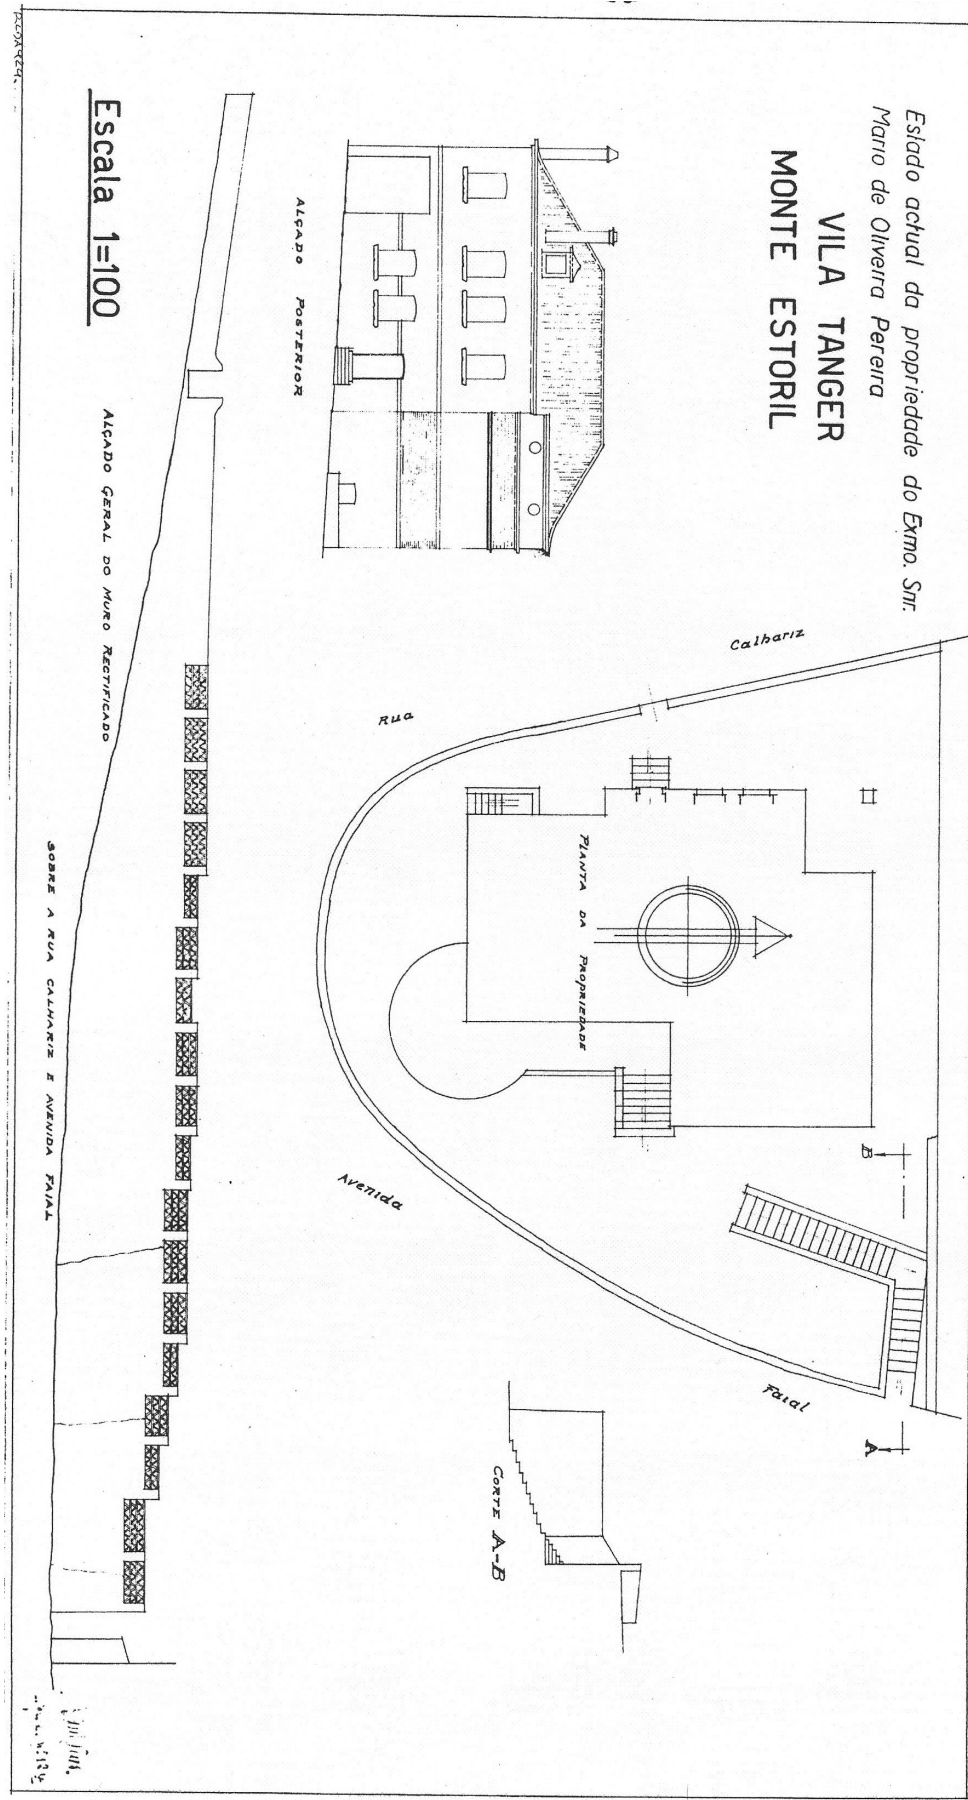 Estado actual da propriedade do Exmo. Snr.
Mario de Oliveira Pereira
VILA TANGER
MONTE ESTORIL
ALÇADO POSTERIOR
Escala 1=100
ALÇADO GERAL DO MURO RECTIFICADO
SOBRE A RUA CALHARIZ E AVENIDA FAIAL
Rua
Calhariz
PLANTA DA PROPRIEDADE
Avenida
Faial
B
A
CORTE A-B